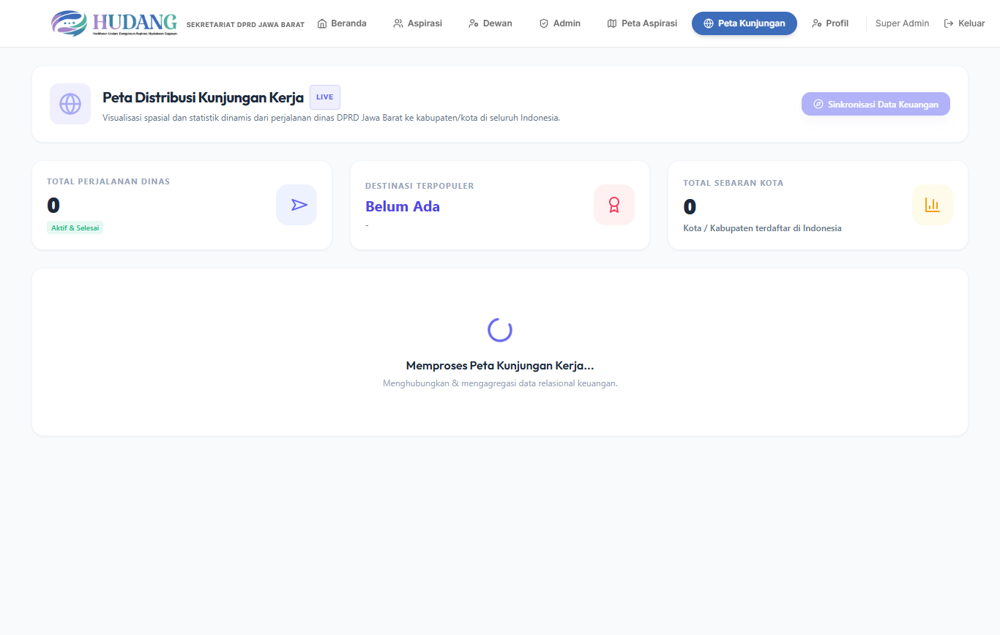 HUDANG
SEKRETARIAT DPRD JAWA BARAT
Beranda
Aspirasi
Dewan
Admin
Peta Aspirasi
Peta Kunjungan
Profil
Super Admin
Keluar
Peta Distribusi Kunjungan Kerja
LIVE
Visualisasi spasial dan statistik dinamis dari perjalanan dinas DPRD Jawa Barat ke kabupaten/kota di seluruh Indonesia.
Sinkronisasi Data Keuangan
TOTAL PERJALANAN DINAS
0
Aktif & Selesai
DESTINASI TERPOPULER
Belum Ada
-
TOTAL SEBARAN KOTA
0
Kota / Kabupaten terdaftar di Indonesia
Memproses Peta Kunjungan Kerja...
Menghubungkan & mengagregasi data relasional keuangan.